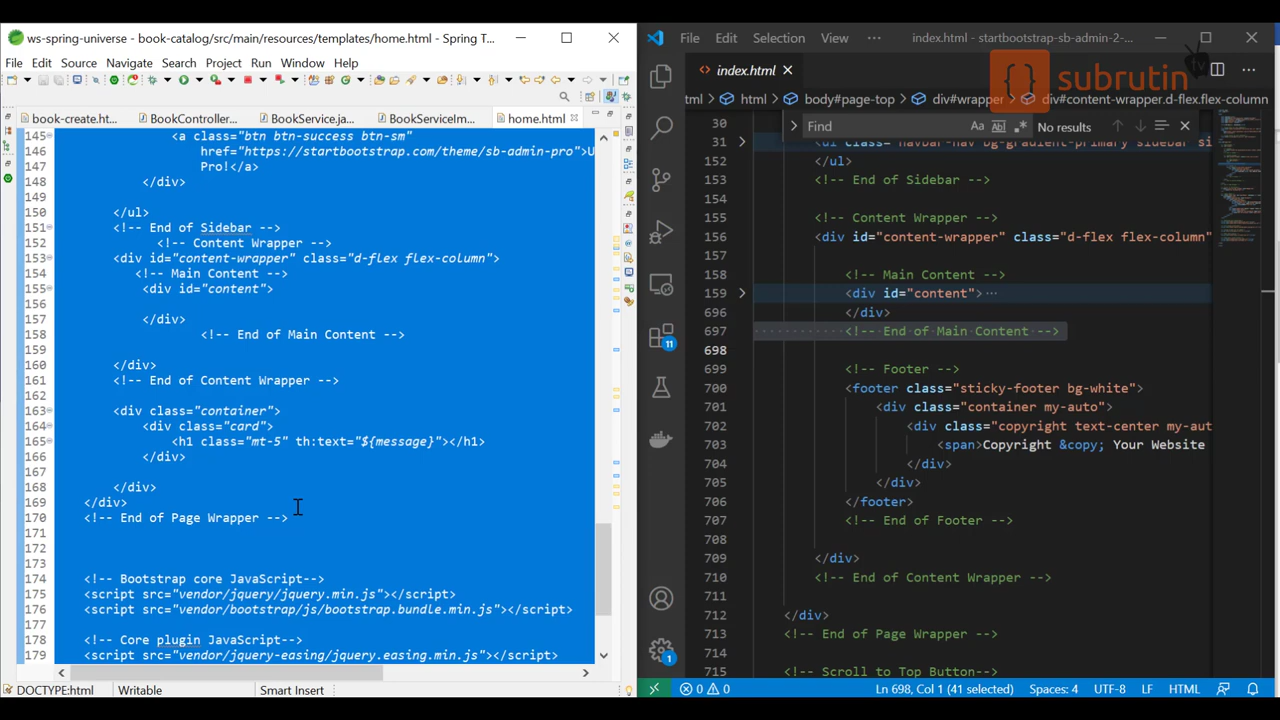 ws-spring-universe - book-catalog/src/main/resources/templates/home.html - Spring T...
File Edit Source Navigate Search Project Run Window Help
book-create.ht... BookController... BookService.ja... BookServiceIm... home.html
145 <a class="btn btn-success btn-sm"
146 href="https://startbootstrap.com/theme/sb-admin-pro">U
147 Pro!</a>
148 </div>
149
150 </ul>
151 <!-- End of Sidebar -->
152 <!-- Content Wrapper -->
153 <div id="content-wrapper" class="d-flex flex-column">
154 <!-- Main Content -->
155 <div id="content">
156
157 </div>
158 <!-- End of Main Content -->
159
160 </div>
161 <!-- End of Content Wrapper -->
162
163 <div class="container">
164 <div class="card">
165 <h1 class="mt-5" th:text="${message}"></h1>
166 </div>
167
168 </div>
169 </div>
170 <!-- End of Page Wrapper -->
171
172
173
174 <!-- Bootstrap core JavaScript-->
175 <script src="vendor/jquery/jquery.min.js"></script>
176 <script src="vendor/bootstrap/js/bootstrap.bundle.min.js"></script>
177
178 <!-- Core plugin JavaScript-->
179 <script src="vendor/jquery-easing/jquery.easing.min.js"></script>
DOCTYPE:html Writable Smart Insert
File Edit Selection View ··· index.html - startbootstrap-sb-admin-2-...
subrutin tv
index.html
tml > html > body#page-top > div#wrapper > div#content-wrapper.d-flex.flex-column
Find Aa No results
30
31 <ul class="navbar-nav bg-gradient-primary sidebar si
152 </ul>
153 <!-- End of Sidebar -->
154
155 <!-- Content Wrapper -->
156 <div id="content-wrapper" class="d-flex flex-column"
157
158 <!-- Main Content -->
159 <div id="content">···
696 </div>
697 <!-- End of Main Content -->
698
699 <!-- Footer -->
700 <footer class="sticky-footer bg-white">
701 <div class="container my-auto">
702 <div class="copyright text-center my-aut
703 <span>Copyright &copy; Your Website
704 </div>
705 </div>
706 </footer>
707 <!-- End of Footer -->
708
709 </div>
710 <!-- End of Content Wrapper -->
711
712 </div>
713 <!-- End of Page Wrapper -->
714
715 <!-- Scroll to Top Button-->
11
1
0 0 Ln 698, Col 1 (41 selected) Spaces: 4 UTF-8 LF HTML